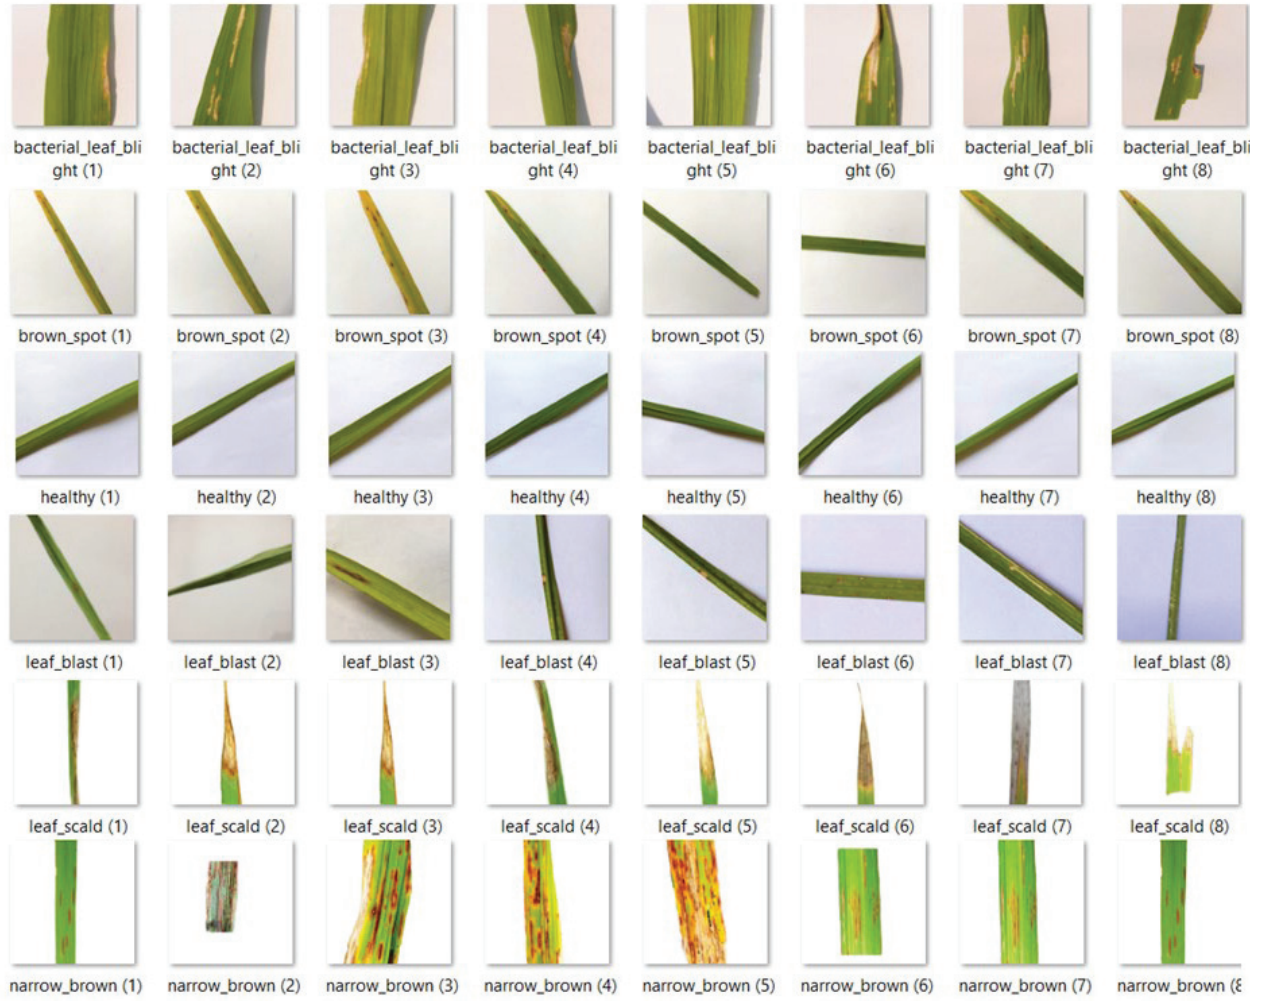 bacterial_leaf_bli bacterial_leaf_bli bacterial_leaf_bli bacterial_leaf_bli bacterial_leaf_bli bacterial_leaf_bli bacterial_leaf_bli bacterial_leaf_bli
ght (1) ght (2) ght (3) ght (4) ght (5) ght (6) ght (7) ght (8)
brown_spot (1) brown_spot (2) brown_spot (3) brown_spot (4) brown_spot (5) brown_spot (6) brown_spot (7) brown_spot (8)
healthy (1) healthy (2) healthy (3) healthy (4) healthy (5) healthy (6) healthy (7) healthy (8)
leaf_blast (1) leaf_blast (2) leaf_blast (3) leaf_blast (4) leaf_blast (5) leaf_blast (6) leaf_blast (7) leaf_blast (8)
leaf_scald (1) leaf_scald (2) leaf_scald (3) leaf_scald (4) leaf_scald (5) leaf_scald (6) leaf_scald (7) leaf_scald (8)
narrow_brown (1) narrow_brown (2) narrow_brown (3) narrow_brown (4) narrow_brown (5) narrow_brown (6) narrow_brown (7) narrow_brown (8